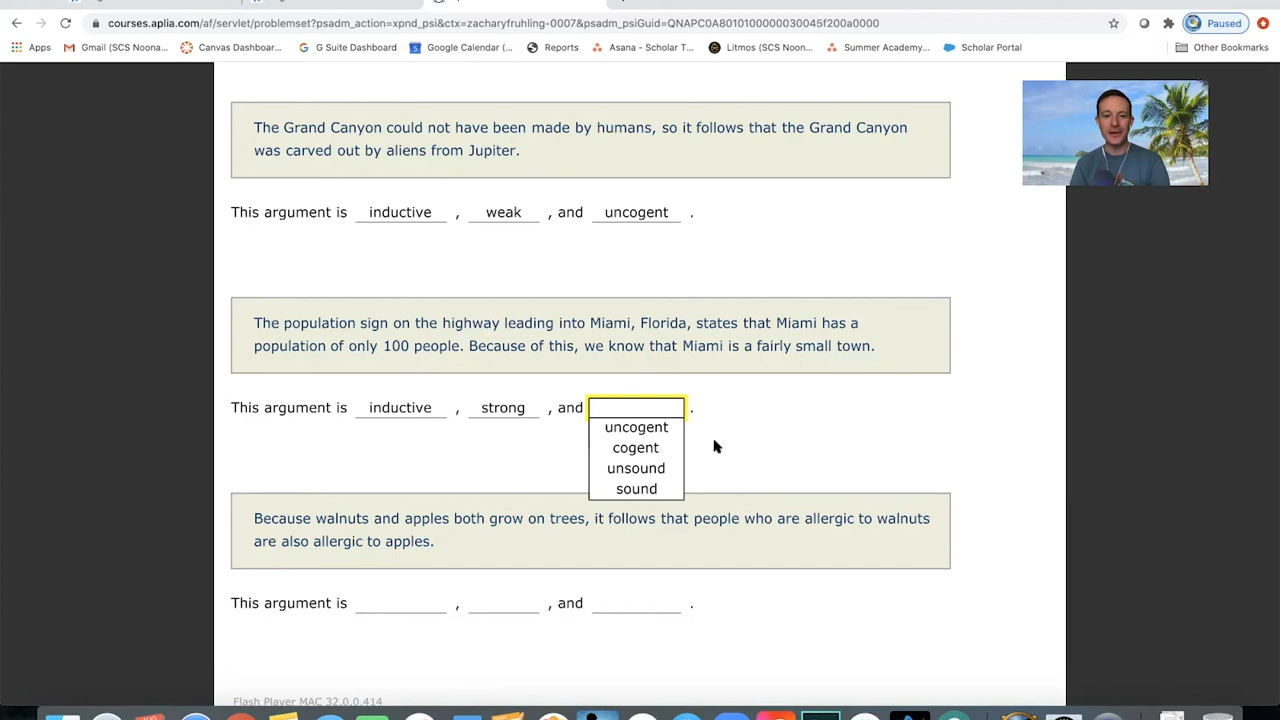 courses.aplia.com/af/servlet/problemset?psadm_action=xpnd_psi&ctx=zacharyfruhling-0007&psadm_psiGuid=QNAPC0A8010100000030045f200a0000
Paused
Apps Gmail (SCS Noona... Canvas Dashboar... G Suite Dashboard Google Calendar (... Reports Asana - Scholar T... Litmos (SCS Noon... Summer Academy... Scholar Portal Other Bookmarks
The Grand Canyon could not have been made by humans, so it follows that the Grand Canyon
was carved out by aliens from Jupiter.
This argument is inductive , weak , and uncogent .
The population sign on the highway leading into Miami, Florida, states that Miami has a
population of only 100 people. Because of this, we know that Miami is a fairly small town.
This argument is inductive , strong , and .
uncogent
cogent
unsound
sound
Because walnuts and apples both grow on trees, it follows that people who are allergic to walnuts
are also allergic to apples.
This argument is , , and .
Flash Player MAC 32.0.0.414